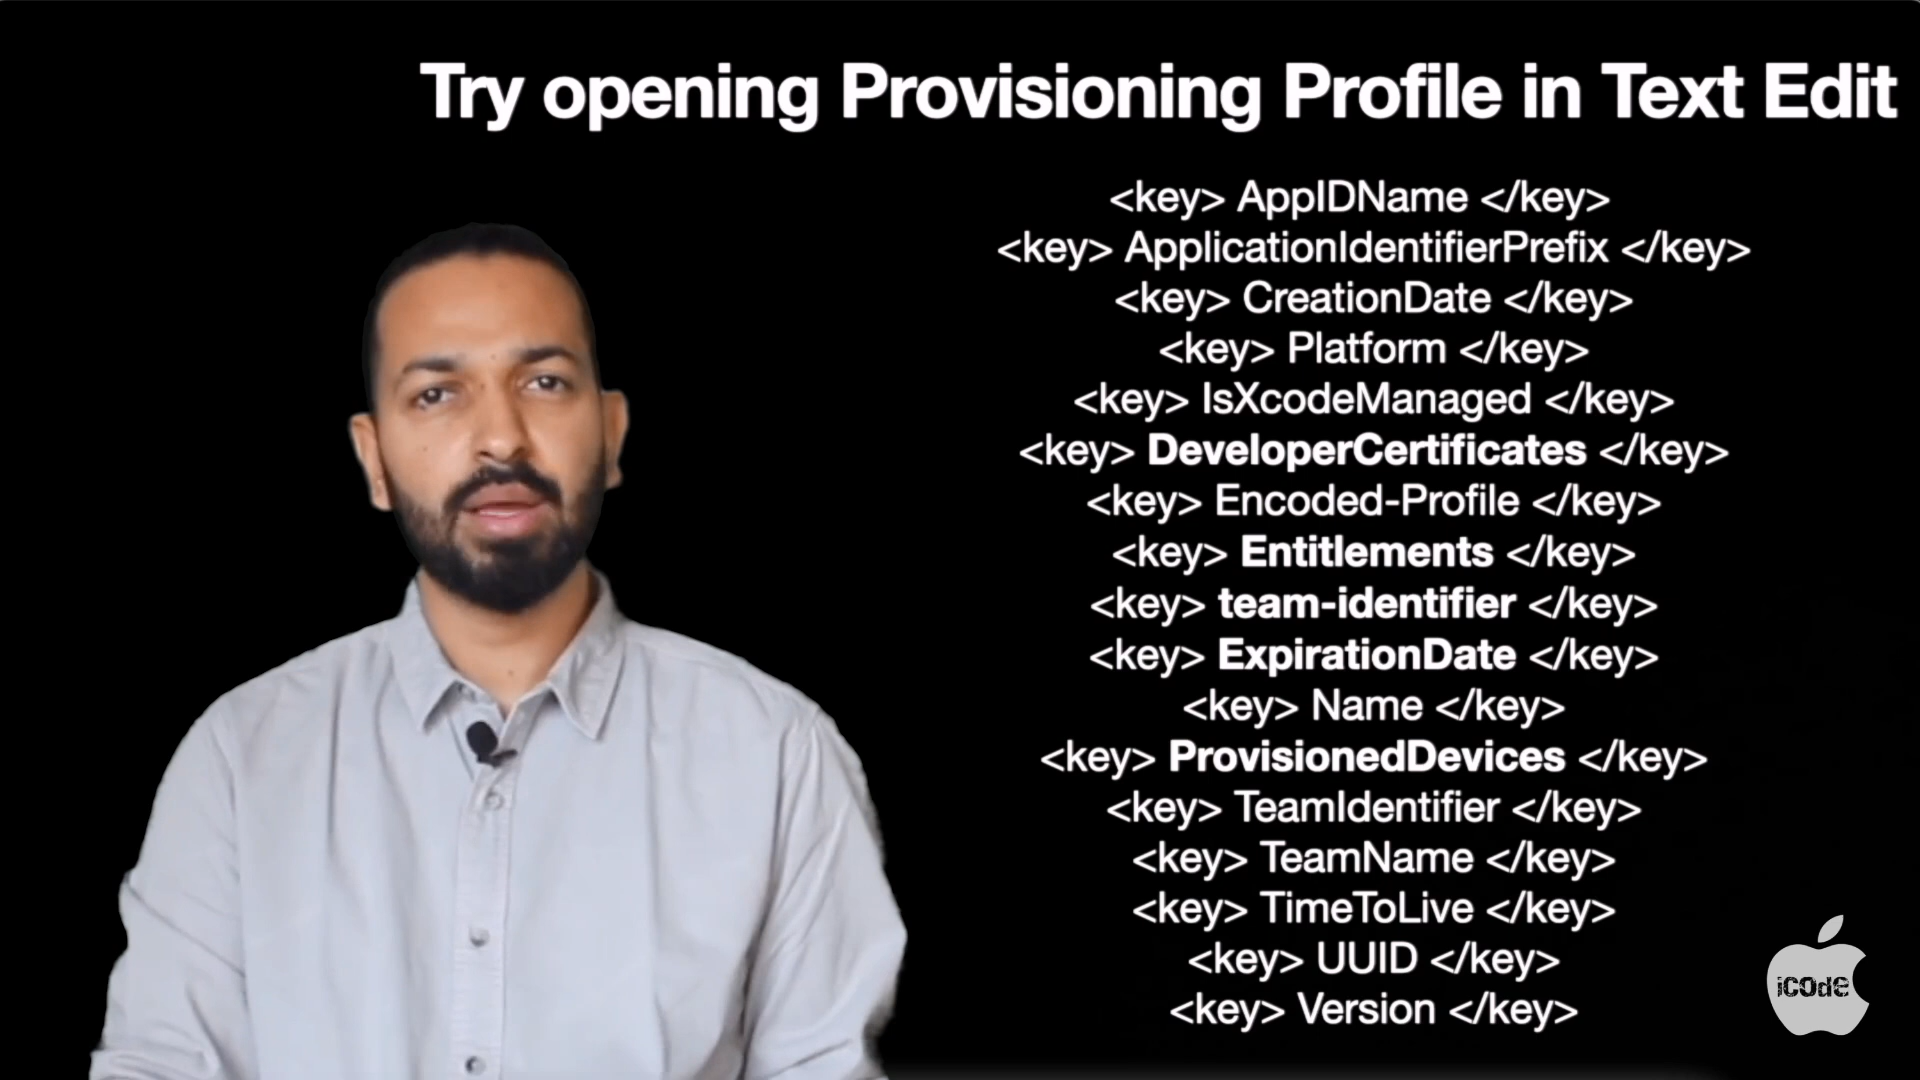 Try opening Provisioning Profile in Text Edit
<key> AppIDName </key>
<key> ApplicationIdentifierPrefix </key>
<key> CreationDate </key>
<key> Platform </key>
<key> IsXcodeManaged </key>
<key> DeveloperCertificates </key>
<key> Encoded-Profile </key>
<key> Entitlements </key>
<key> team-identifier </key>
<key> ExpirationDate </key>
<key> Name </key>
<key> ProvisionedDevices </key>
<key> TeamIdentifier </key>
<key> TeamName </key>
<key> TimeToLive </key>
<key> UUID </key>
<key> Version </key>
iCOdE